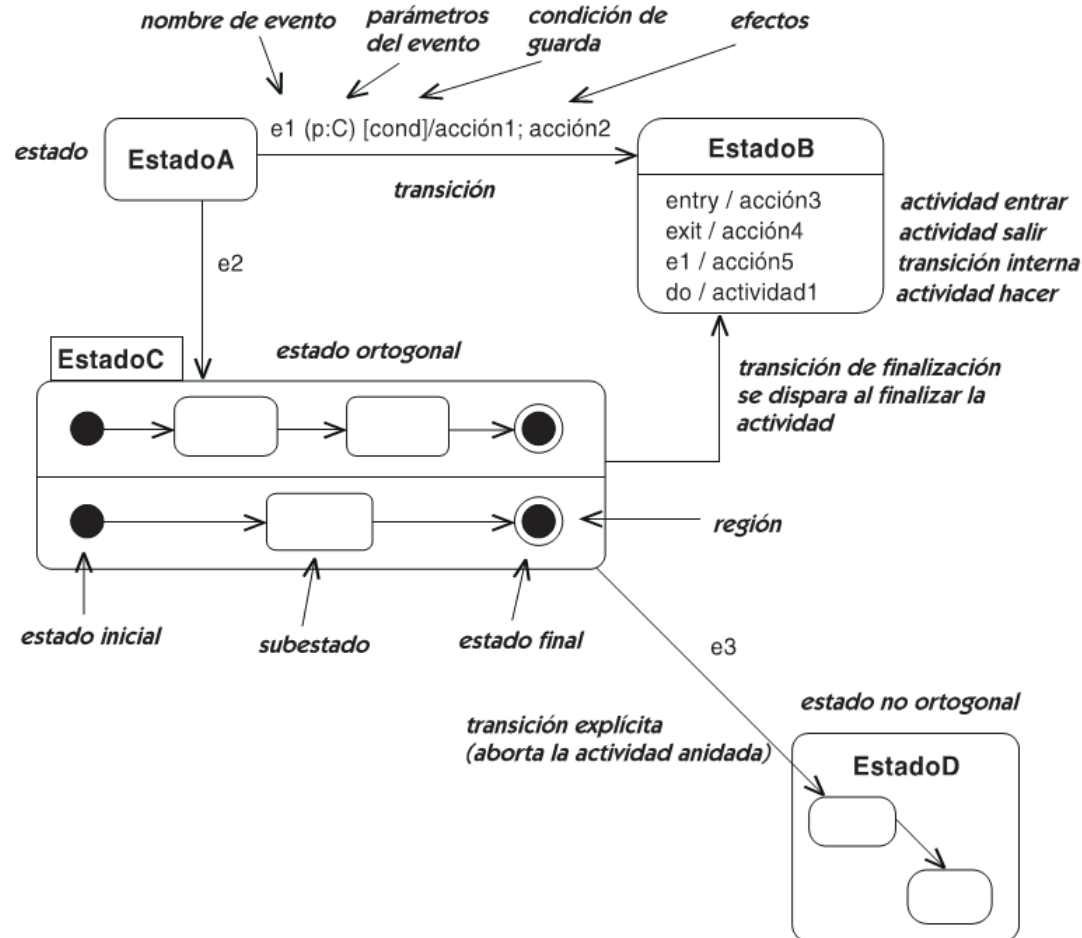 nombre de evento
parámetros
del evento
condición de
guarda
efectos
e1 (p:C) [cond]/acción1; acción2
estado
EstadoA
transición
EstadoB
entry / acción3
exit / acción4
e1 / acción5
do / actividad1
actividad entrar
actividad salir
transición interna
actividad hacer
e2
EstadoC
estado ortogonal
transición de finalización
se dispara al finalizar la
actividad
región
estado inicial
subestado
estado final
e3
estado no ortogonal
transición explícita
(aborta la actividad anidada)
EstadoD